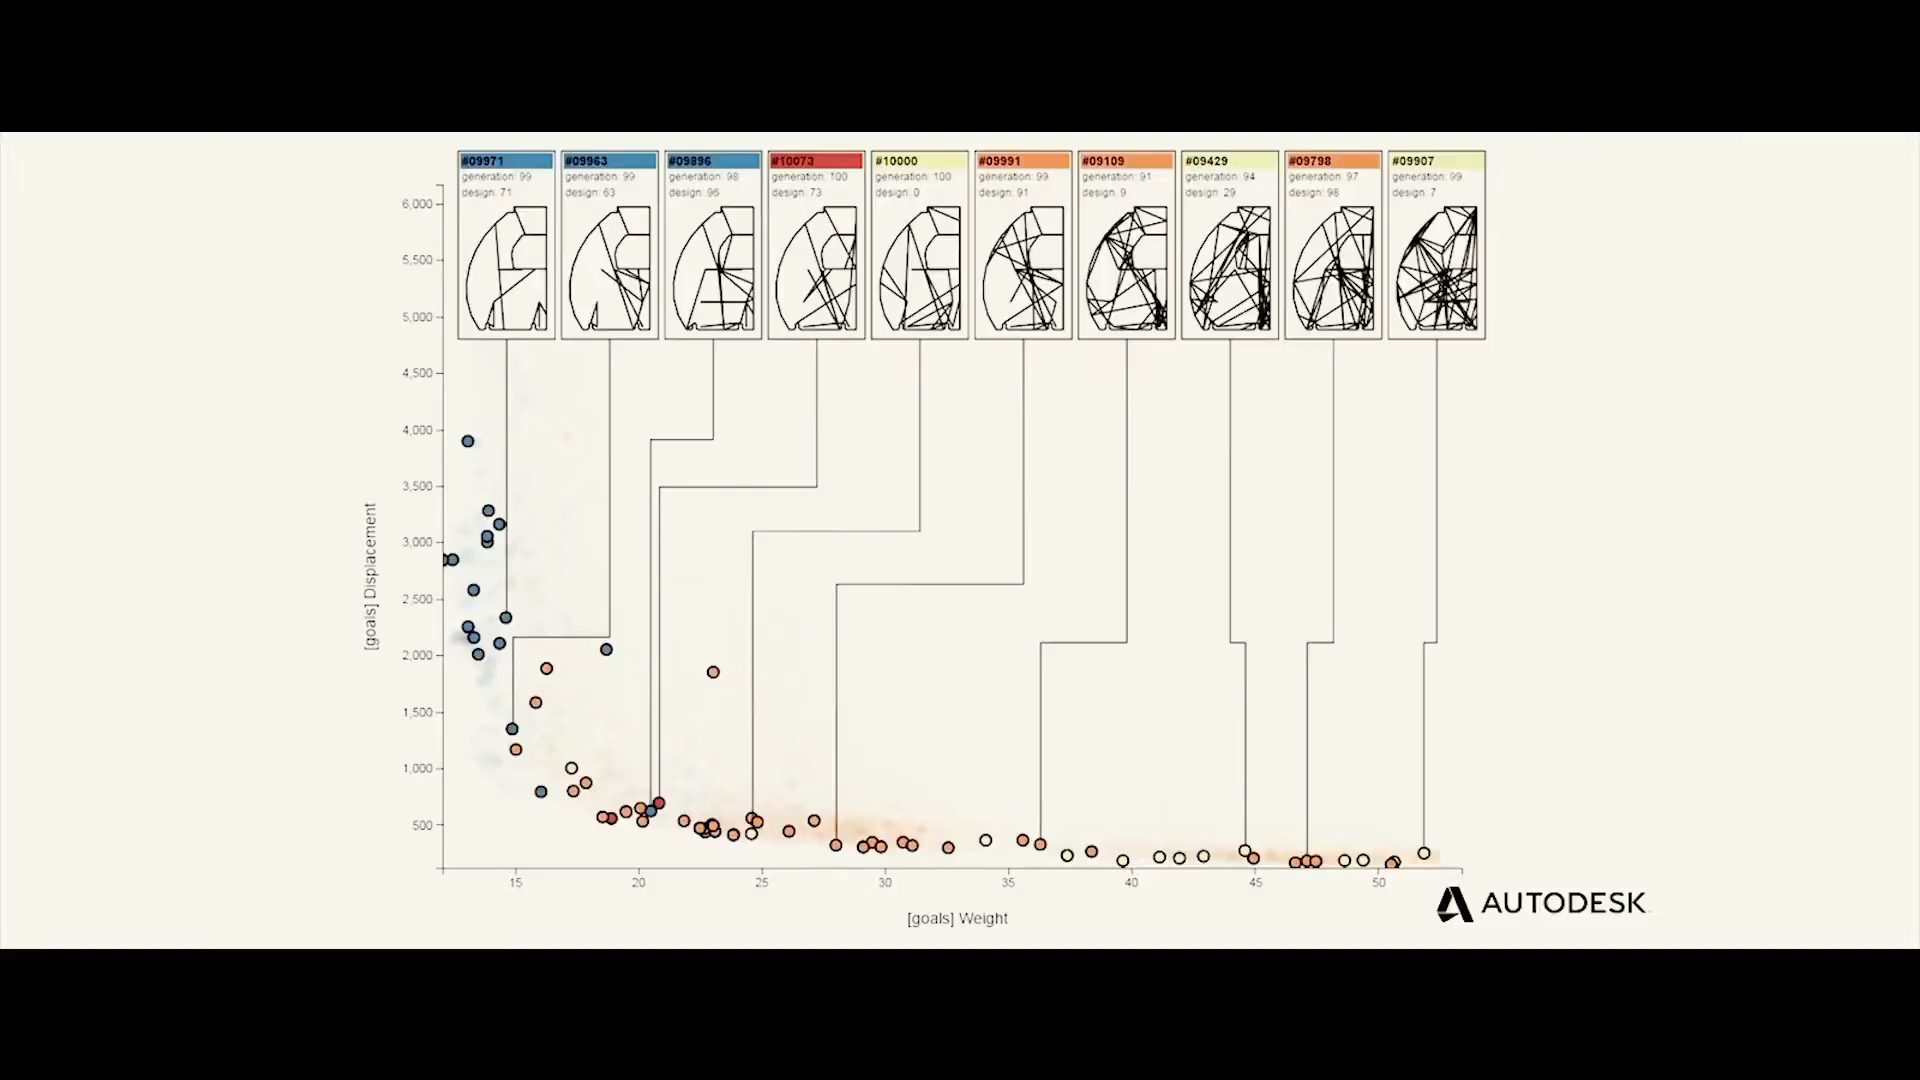 #09971
generation: 99
design: 71
#09963
generation: 99
design: 63
#09896
generation: 98
design: 96
#10073
generation: 100
design: 73
#10000
generation: 100
design: 0
#09991
generation: 99
design: 91
#09109
generation: 91
design: 9
#09429
generation: 94
design: 29
#09798
generation: 97
design: 98
#09907
generation: 99
design: 7
6,000
5,500
5,000
4,500
4,000
3,500
3,000
2,500
2,000
1,500
1,000
500
[goals] Displacement
15
20
25
30
35
40
45
50
[goals] Weight
AUTODESK